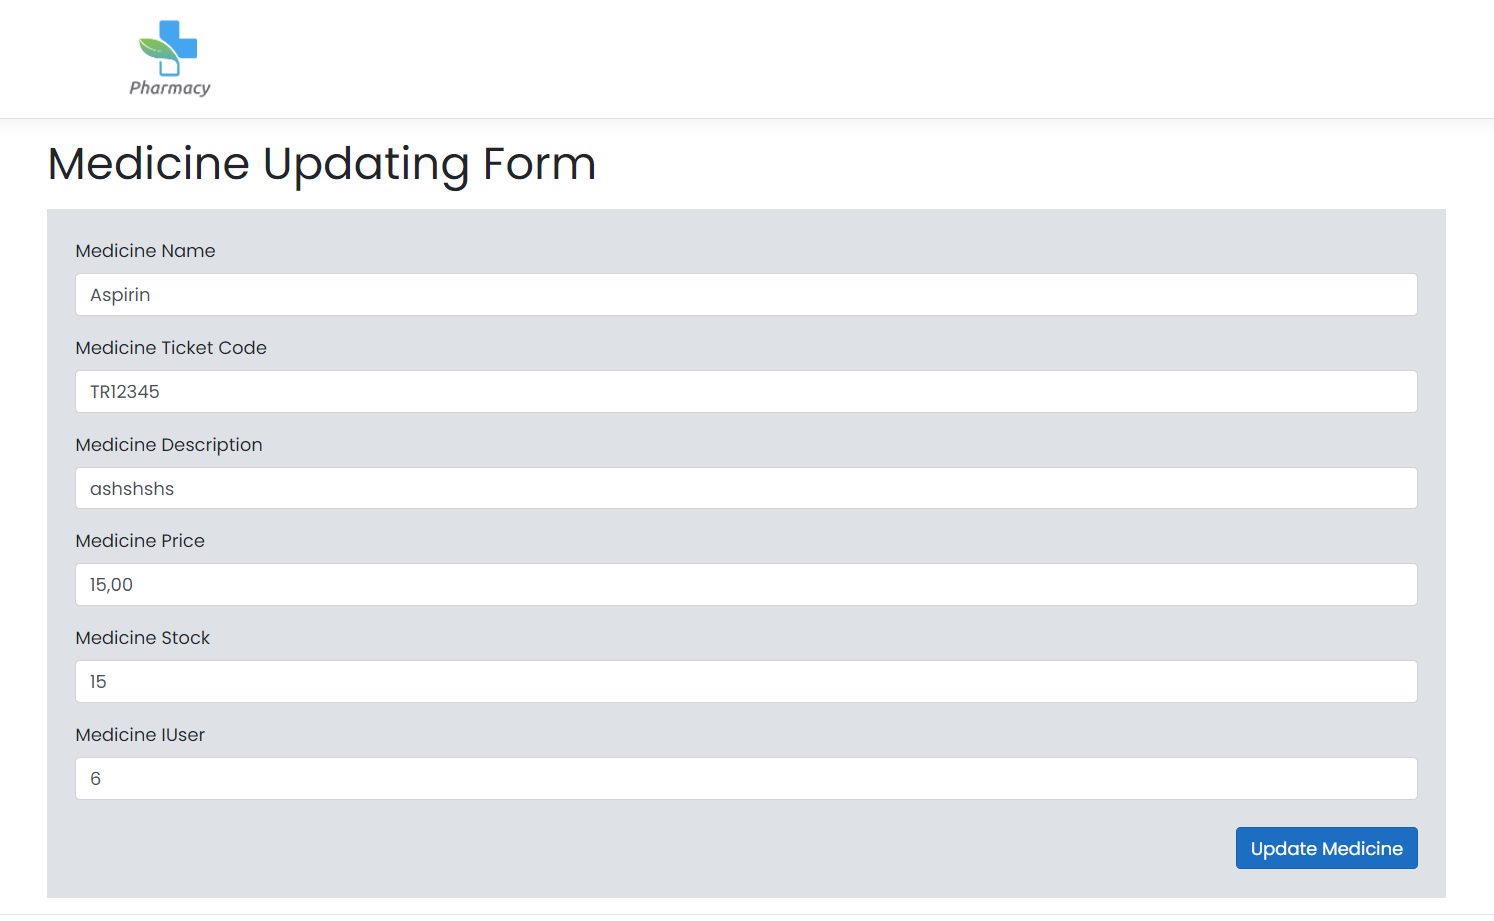 Pharmacy
Medicine Updating Form
Medicine Name
Aspirin
Medicine Ticket Code
TR12345
Medicine Description
ashshshs
Medicine Price
15,00
Medicine Stock
15
Medicine IUser
6
Update Medicine